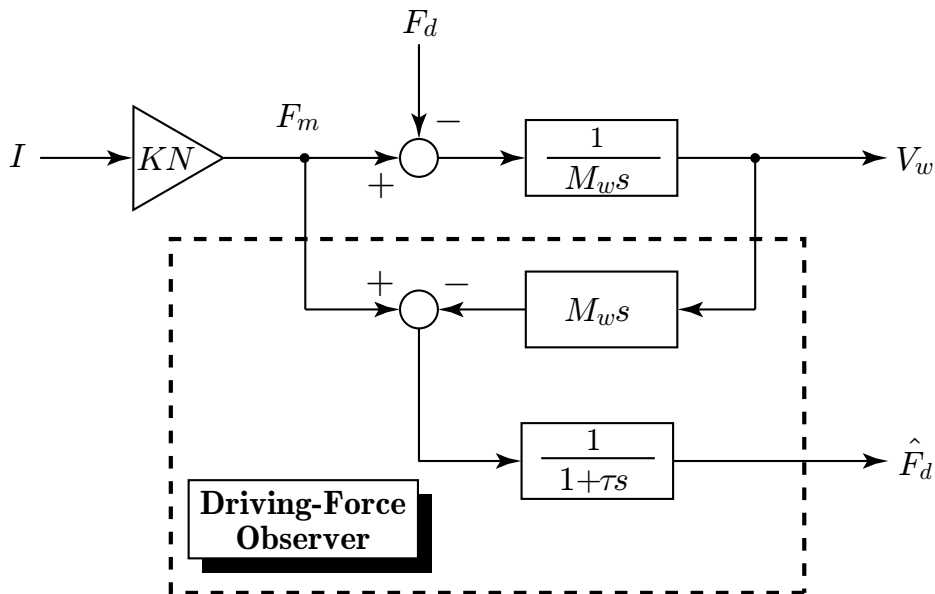 F_d
−
I
KN
F_m
+
1
M_w s
V_w
+
−
M_w s
1
1+τs
F̂_d
Driving-Force
Observer